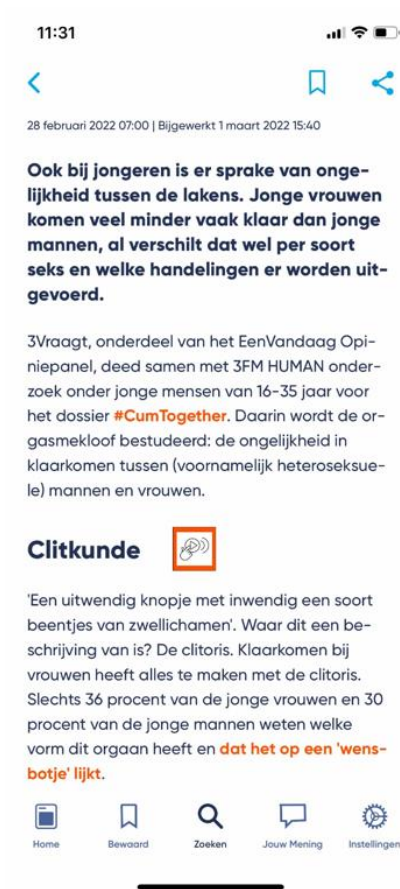 11:31
28 februari 2022 07:00 | Bijgewerkt 1 maart 2022 15:40
Ook bij jongeren is er sprake van onge-
lijkheid tussen de lakens. Jonge vrouwen
komen veel minder vaak klaar dan jonge
mannen, al verschilt dat wel per soort
seks en welke handelingen er worden uit-
gevoerd.
3Vraagt, onderdeel van het EenVandaag Opi-
niepanel, deed samen met 3FM HUMAN onder-
zoek onder jonge mensen van 16-35 jaar voor
het dossier #CumTogether. Daarin wordt de or-
gasmekloof bestudeerd: de ongelijkheid in
klaarkomen tussen (voornamelijk heteroseksue-
le) mannen en vrouwen.
Clitkunde
'Een uitwendig knopje met inwendig een soort
beentjes van zwellichamen'. Waar dit een be-
schrijving van is? De clitoris. Klaarkomen bij
vrouwen heeft alles te maken met de clitoris.
Slechts 36 procent van de jonge vrouwen en 30
procent van de jonge mannen weten welke
vorm dit orgaan heeft en dat het op een 'wens-
botje' lijkt.
Home Bewaard Zoeken Jouw Mening Instellingen